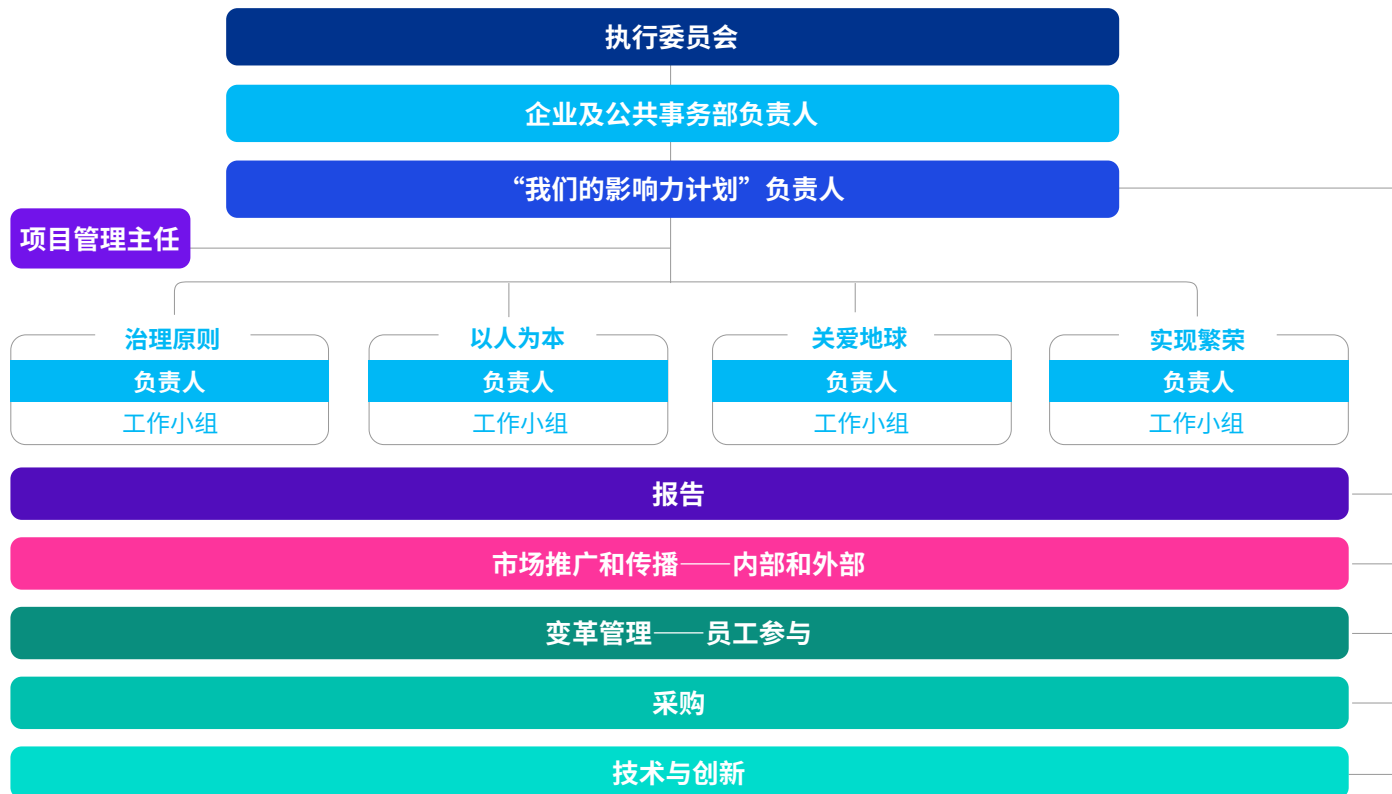 执行委员会
企业及公共事务部负责人
“我们的影响力计划”负责人
项目管理主任
治理原则
负责人
工作小组
以人为本
负责人
工作小组
关爱地球
负责人
工作小组
实现繁荣
负责人
工作小组
报告
市场推广和传播——内部和外部
变革管理——员工参与
采购
技术与创新